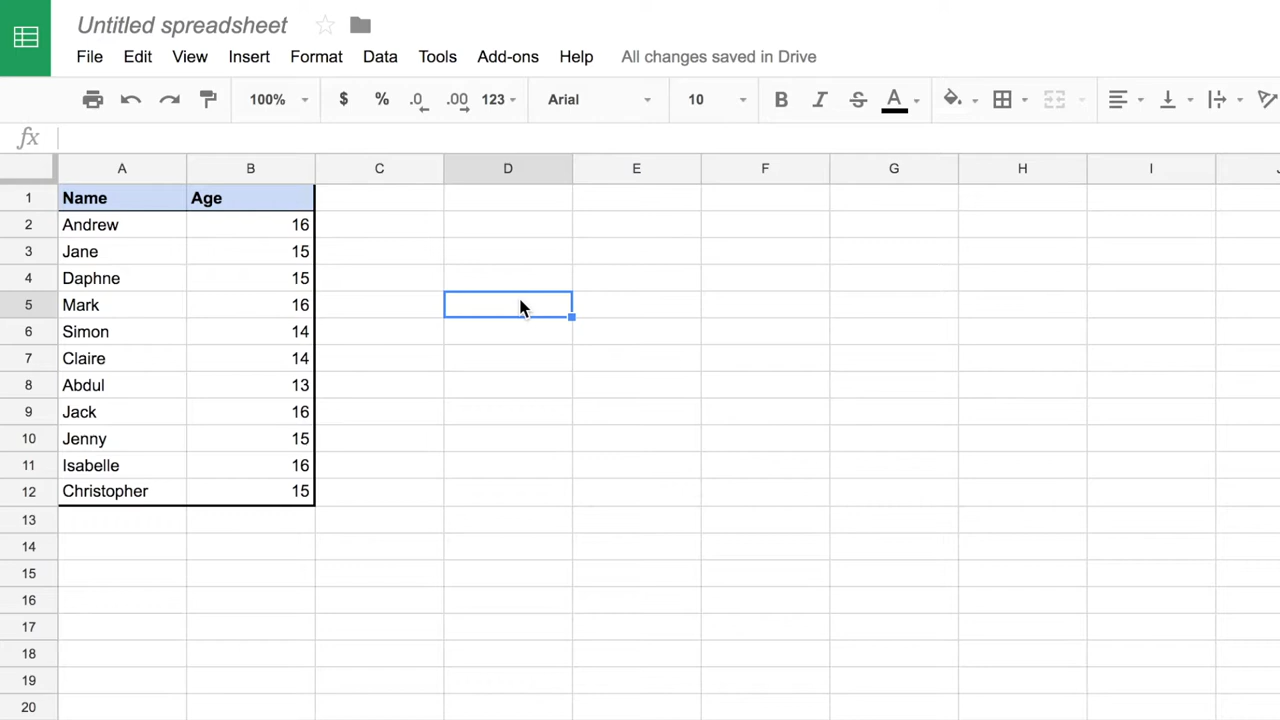 Untitled spreadsheet
File Edit View Insert Format Data Tools Add-ons Help All changes saved in Drive
100% $ % .0 .00 123 Arial 10 B I S A
fx
A B C D E F G H I
1 Name Age
2 Andrew 16
3 Jane 15
4 Daphne 15
5 Mark 16
6 Simon 14
7 Claire 14
8 Abdul 13
9 Jack 16
10 Jenny 15
11 Isabelle 16
12 Christopher 15
13
14
15
16
17
18
19
20